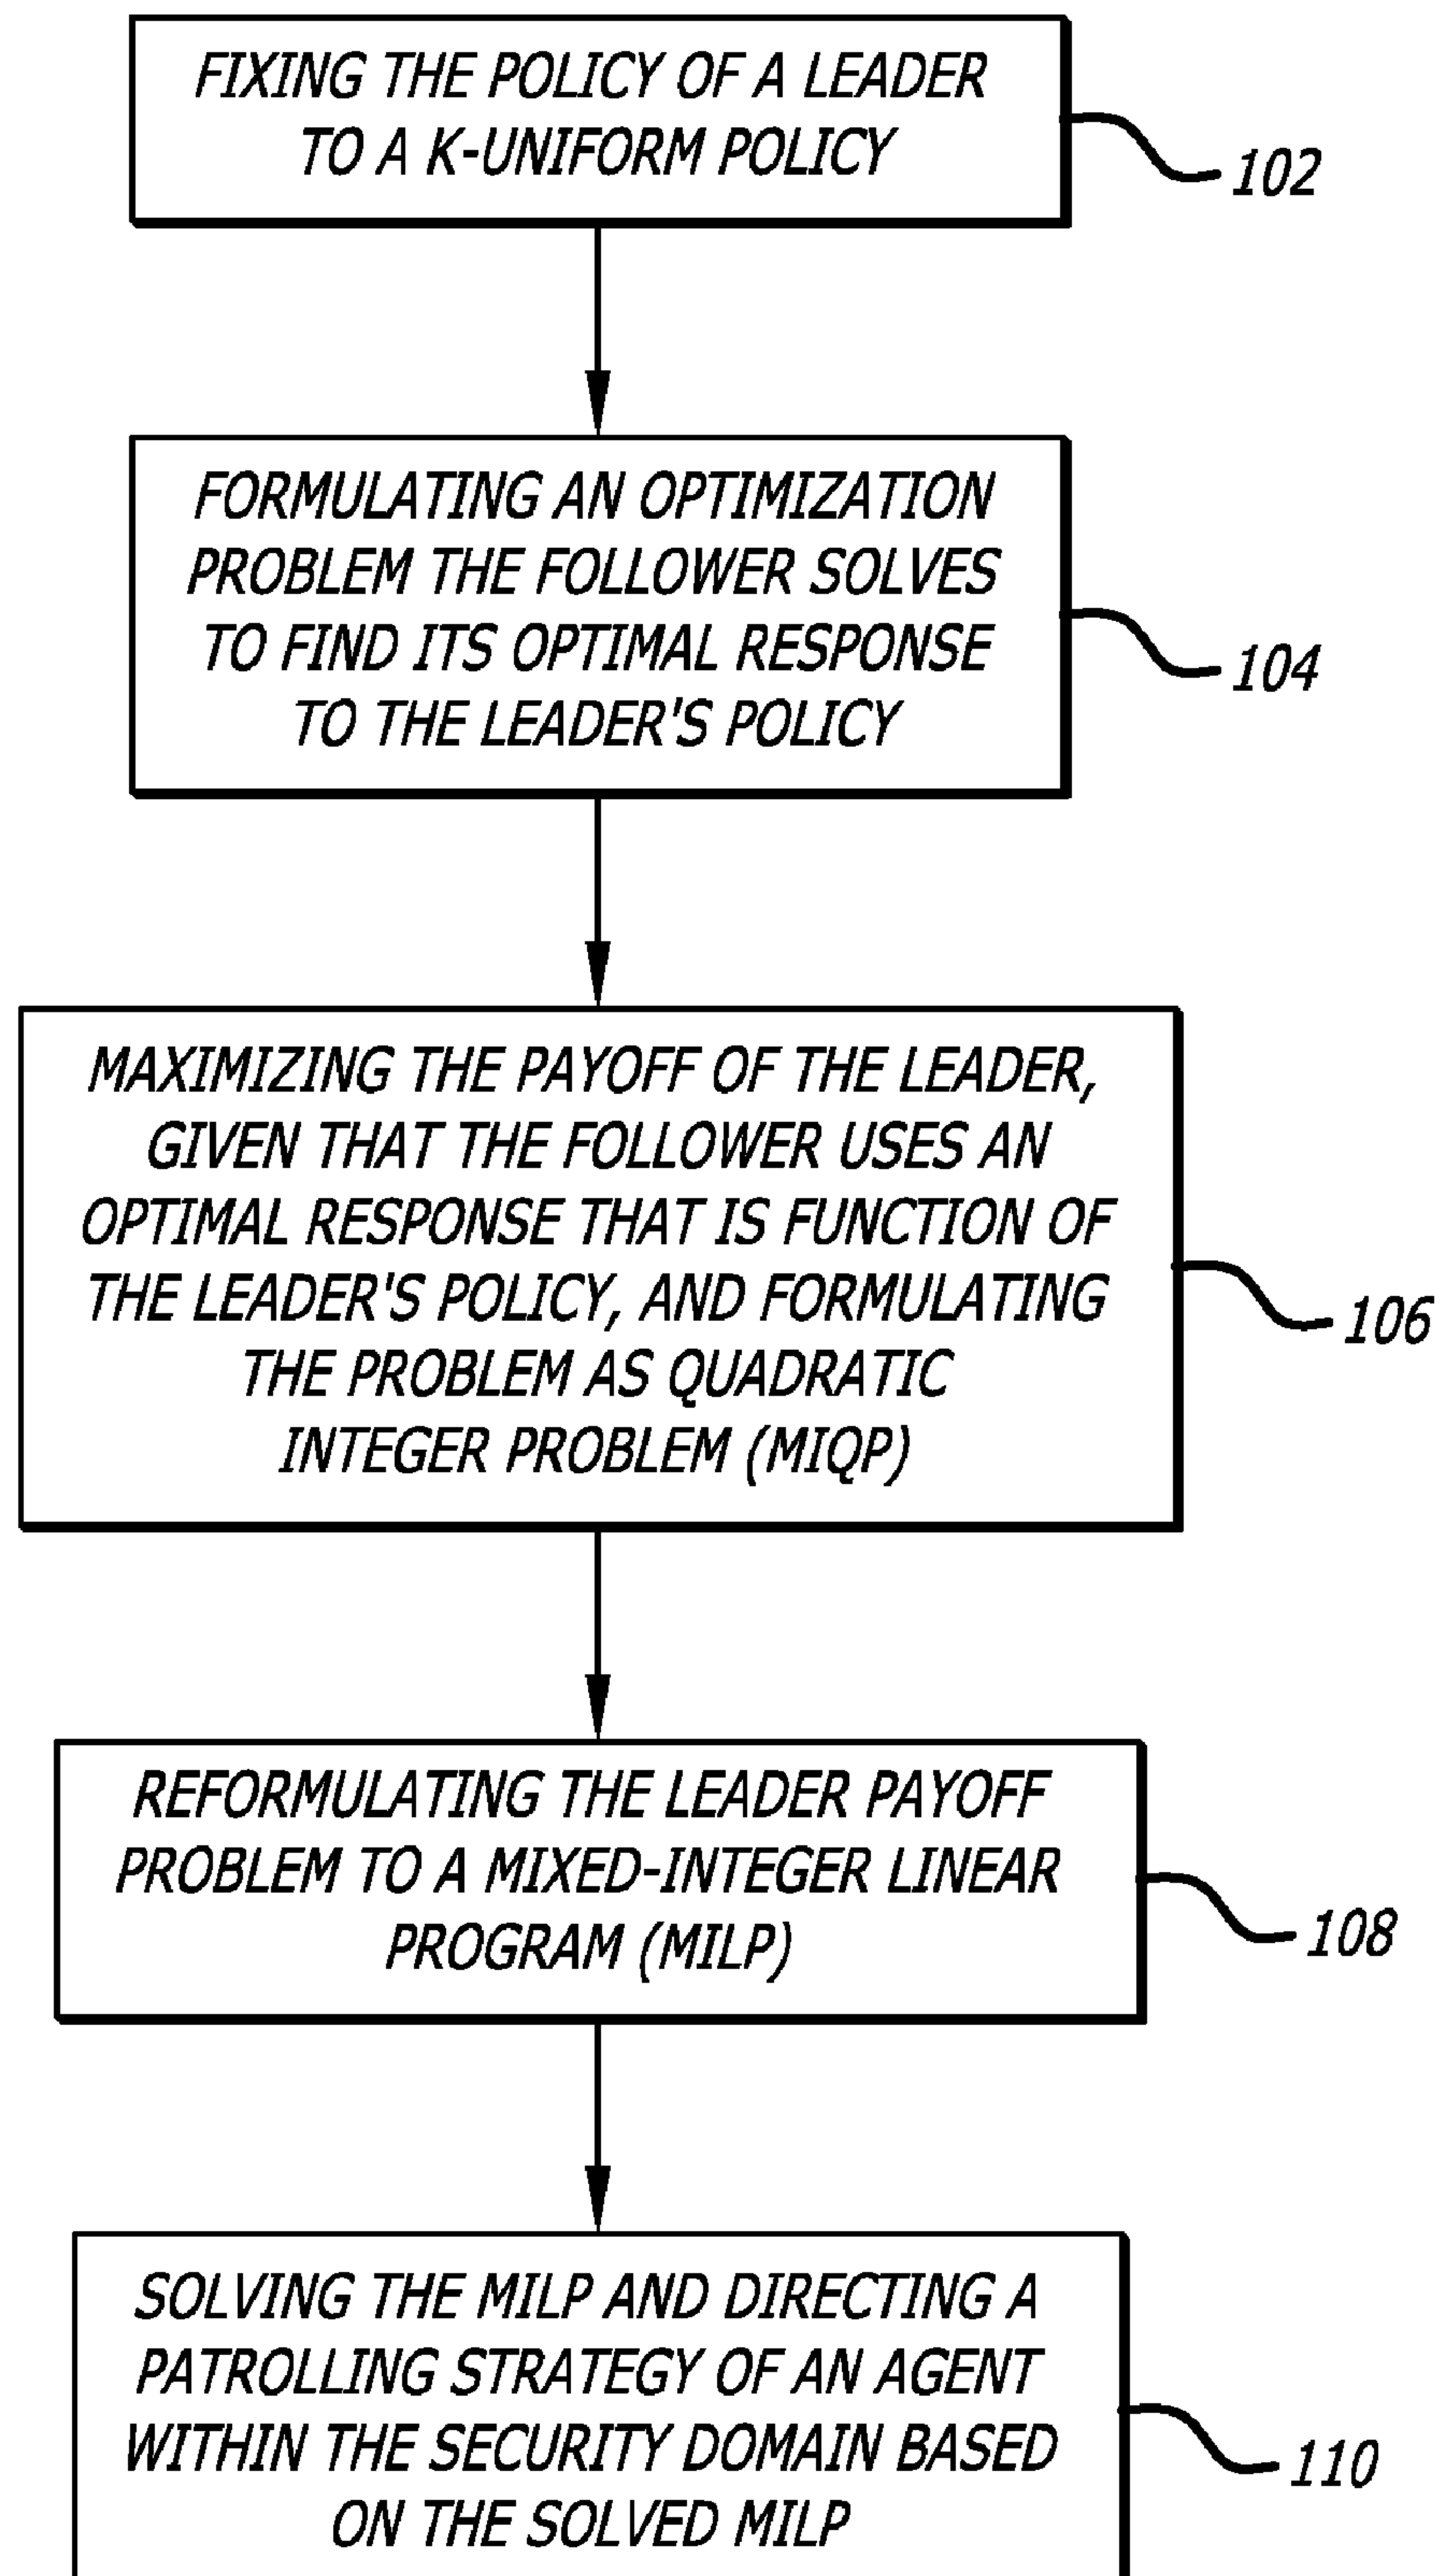 FIXING THE POLICY OF A LEADER
TO A K-UNIFORM POLICY
102
FORMULATING AN OPTIMIZATION
PROBLEM THE FOLLOWER SOLVES
TO FIND ITS OPTIMAL RESPONSE
TO THE LEADER'S POLICY
104
MAXIMIZING THE PAYOFF OF THE LEADER,
GIVEN THAT THE FOLLOWER USES AN
OPTIMAL RESPONSE THAT IS FUNCTION OF
THE LEADER'S POLICY, AND FORMULATING
THE PROBLEM AS QUADRATIC
INTEGER PROBLEM (MIQP)
106
REFORMULATING THE LEADER PAYOFF
PROBLEM TO A MIXED-INTEGER LINEAR
PROGRAM (MILP)
108
SOLVING THE MILP AND DIRECTING A
PATROLLING STRATEGY OF AN AGENT
WITHIN THE SECURITY DOMAIN BASED
ON THE SOLVED MILP
110